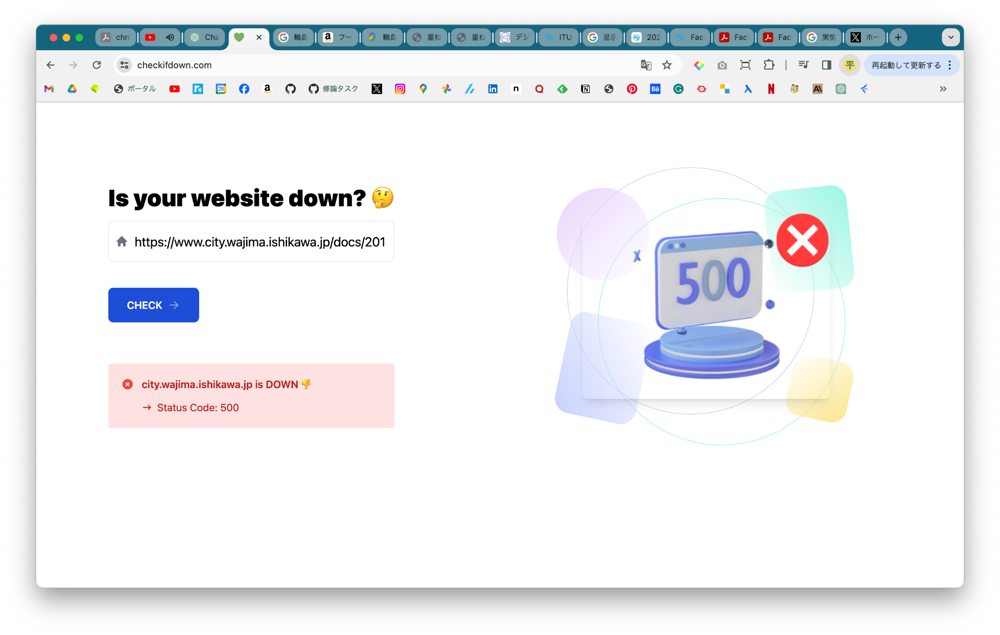 chrc
Cha
輪島
フー
輪島
重ね
重ね
デジ
ITU
呈示
202
Fac
Fac
Fac
実情
ホー
checkifdown.com
再起動して更新する
ポータル
28
修論タスク
Is your website down? 🤔
https://www.city.wajima.ishikawa.jp/docs/201
CHECK →
500
city.wajima.ishikawa.jp is DOWN 👎
→ Status Code: 500